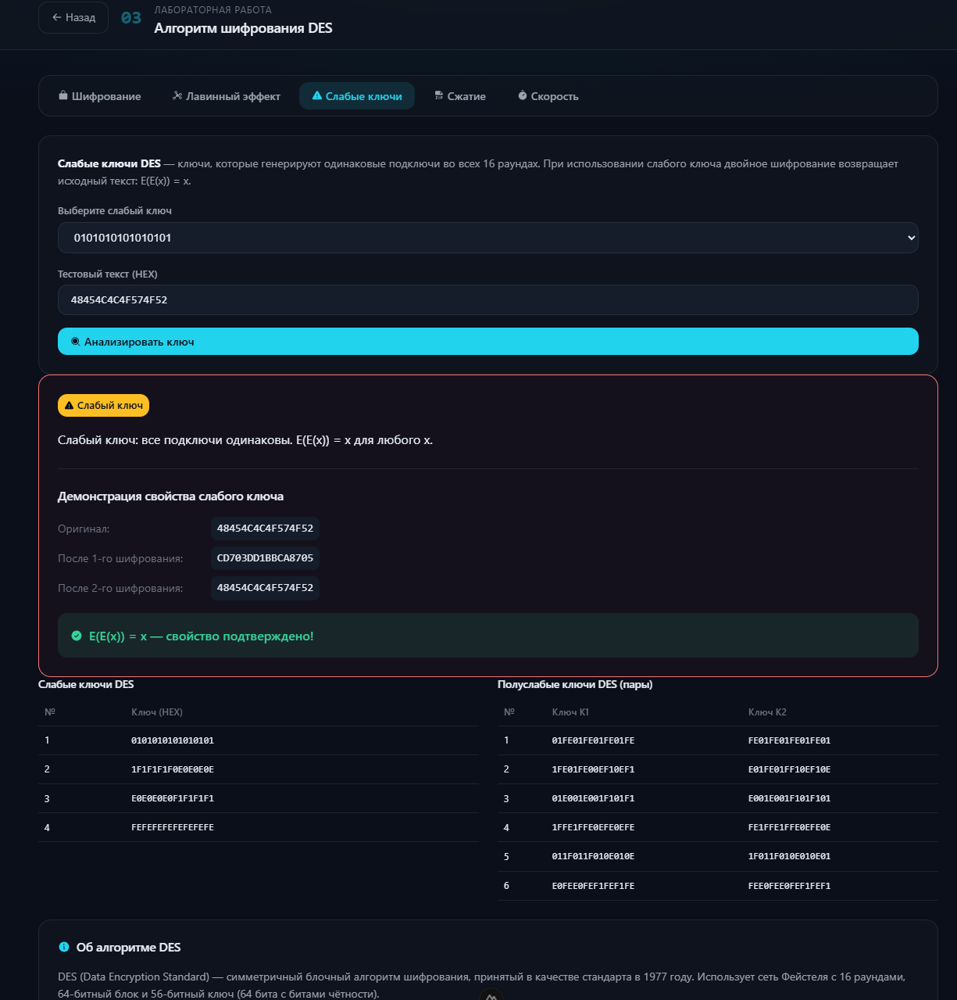 ← Назад
03
ЛАБОРАТОРНАЯ РАБОТА
Алгоритм шифрования DES
Шифрование
Лавинный эффект
Слабые ключи
Сжатие
Скорость
Слабые ключи DES — ключи, которые генерируют одинаковые подключи во всех 16 раундах. При использовании слабого ключа двойное шифрование возвращает
исходный текст: E(E(x)) = x.
Выберите слабый ключ
0101010101010101
Тестовый текст (HEX)
48454C4C4F574F52
Анализировать ключ
Слабый ключ
Слабый ключ: все подключи одинаковы. E(E(x)) = x для любого x.
Демонстрация свойства слабого ключа
Оригинал: 48454C4C4F574F52
После 1-го шифрования: CD703DD1BBCA8705
После 2-го шифрования: 48454C4C4F574F52
E(E(x)) = x — свойство подтверждено!
Слабые ключи DES
№ Ключ (HEX)
1 0101010101010101
2 1F1F1F1F0E0E0E0E
3 E0E0E0E0F1F1F1F1
4 FEFEFEFEFEFEFEFE
Полуслабые ключи DES (пары)
№ Ключ K1 Ключ K2
1 01FE01FE01FE01FE FE01FE01FE01FE01
2 1FE01FE00EF10EF1 E01FE01FF10EF10E
3 01E001E001F101F1 E001E001F101F101
4 1FFE1FFE0EFE0EFE FE1FFE1FFE0EFE0E
5 011F011F010E010E 1F011F010E010E01
6 E0FEE0FEF1FEF1FE FEE0FEE0FEF1FEF1
Об алгоритме DES
DES (Data Encryption Standard) — симметричный блочный алгоритм шифрования, принятый в качестве стандарта в 1977 году. Использует сеть Фейстеля с 16 раундами,
64-битный блок и 56-битный ключ (64 бита с битами чётности).